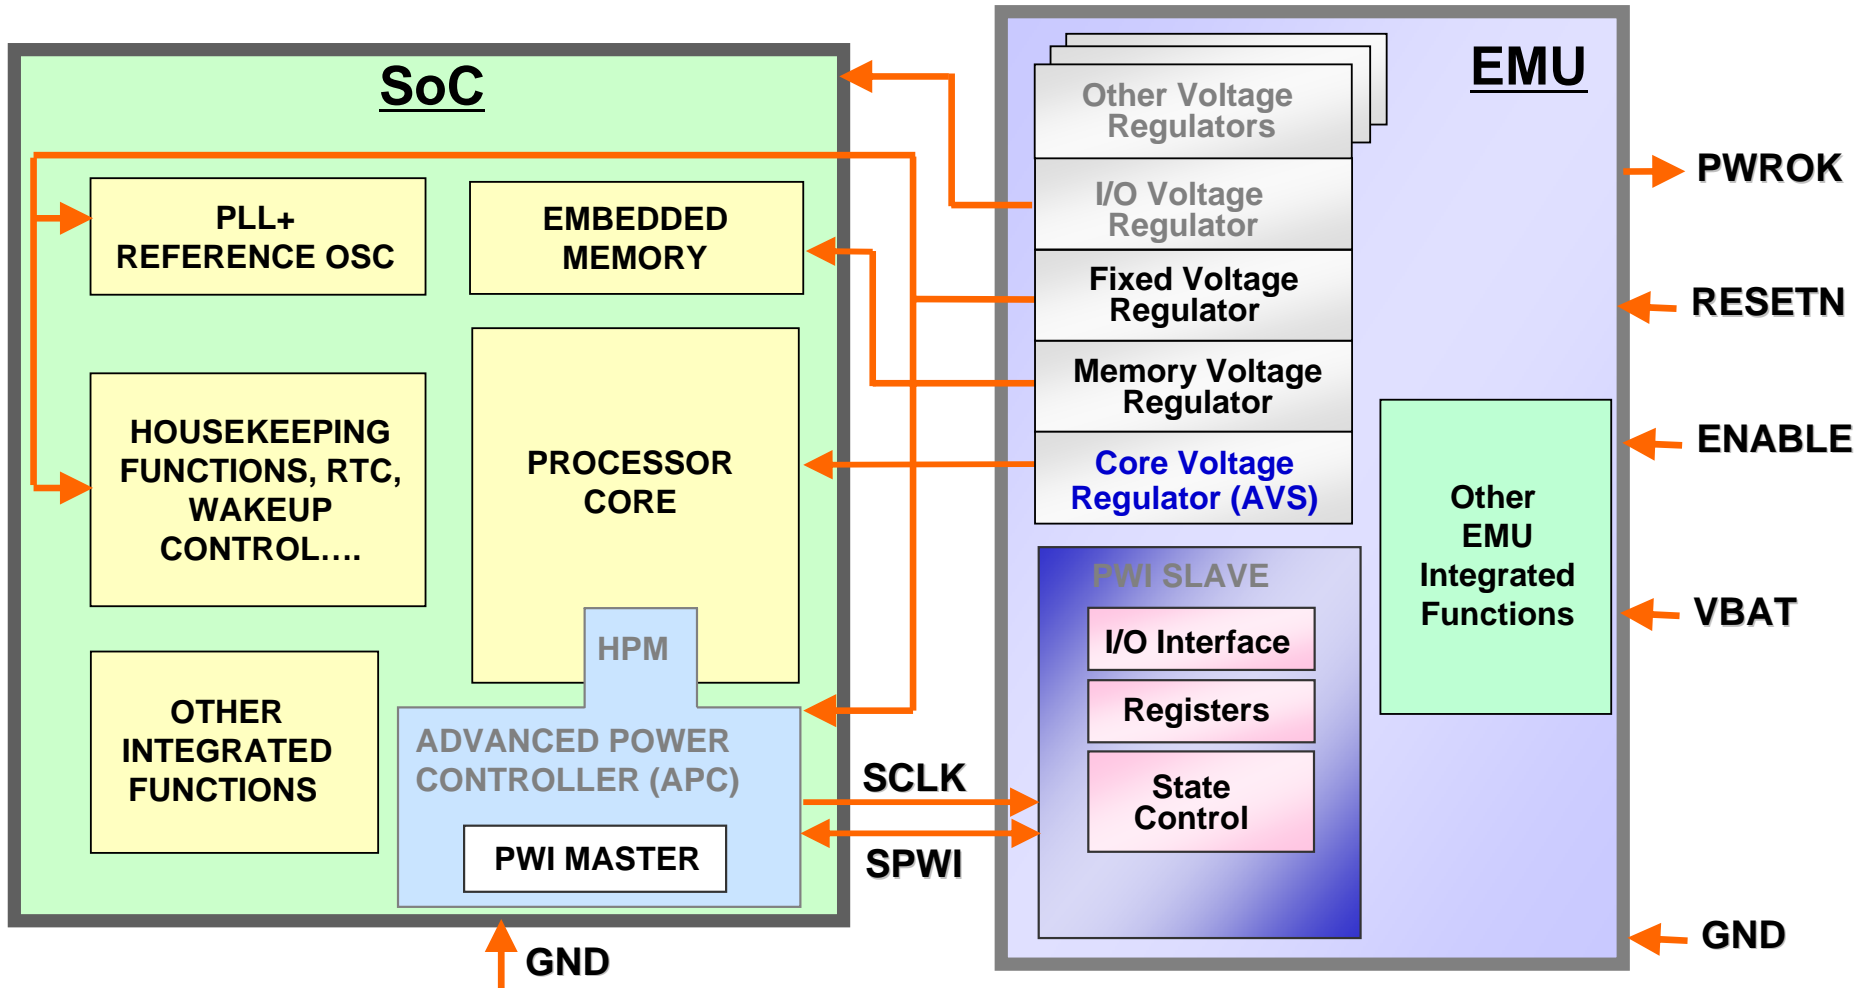 SoC
PLL+
REFERENCE OSC
EMBEDDED
MEMORY
HOUSEKEEPING
FUNCTIONS, RTC,
WAKEUP
CONTROL….
PROCESSOR
CORE
HPM
OTHER
INTEGRATED
FUNCTIONS
ADVANCED POWER
CONTROLLER (APC)
PWI MASTER
GND
SCLK
SPWI
EMU
Other Voltage
Regulators
I/O Voltage
Regulator
Fixed Voltage
Regulator
Memory Voltage
Regulator
Core Voltage
Regulator (AVS)
PWI SLAVE
I/O Interface
Registers
State
Control
Other
EMU
Integrated
Functions
PWROK
RESETN
ENABLE
VBAT
GND